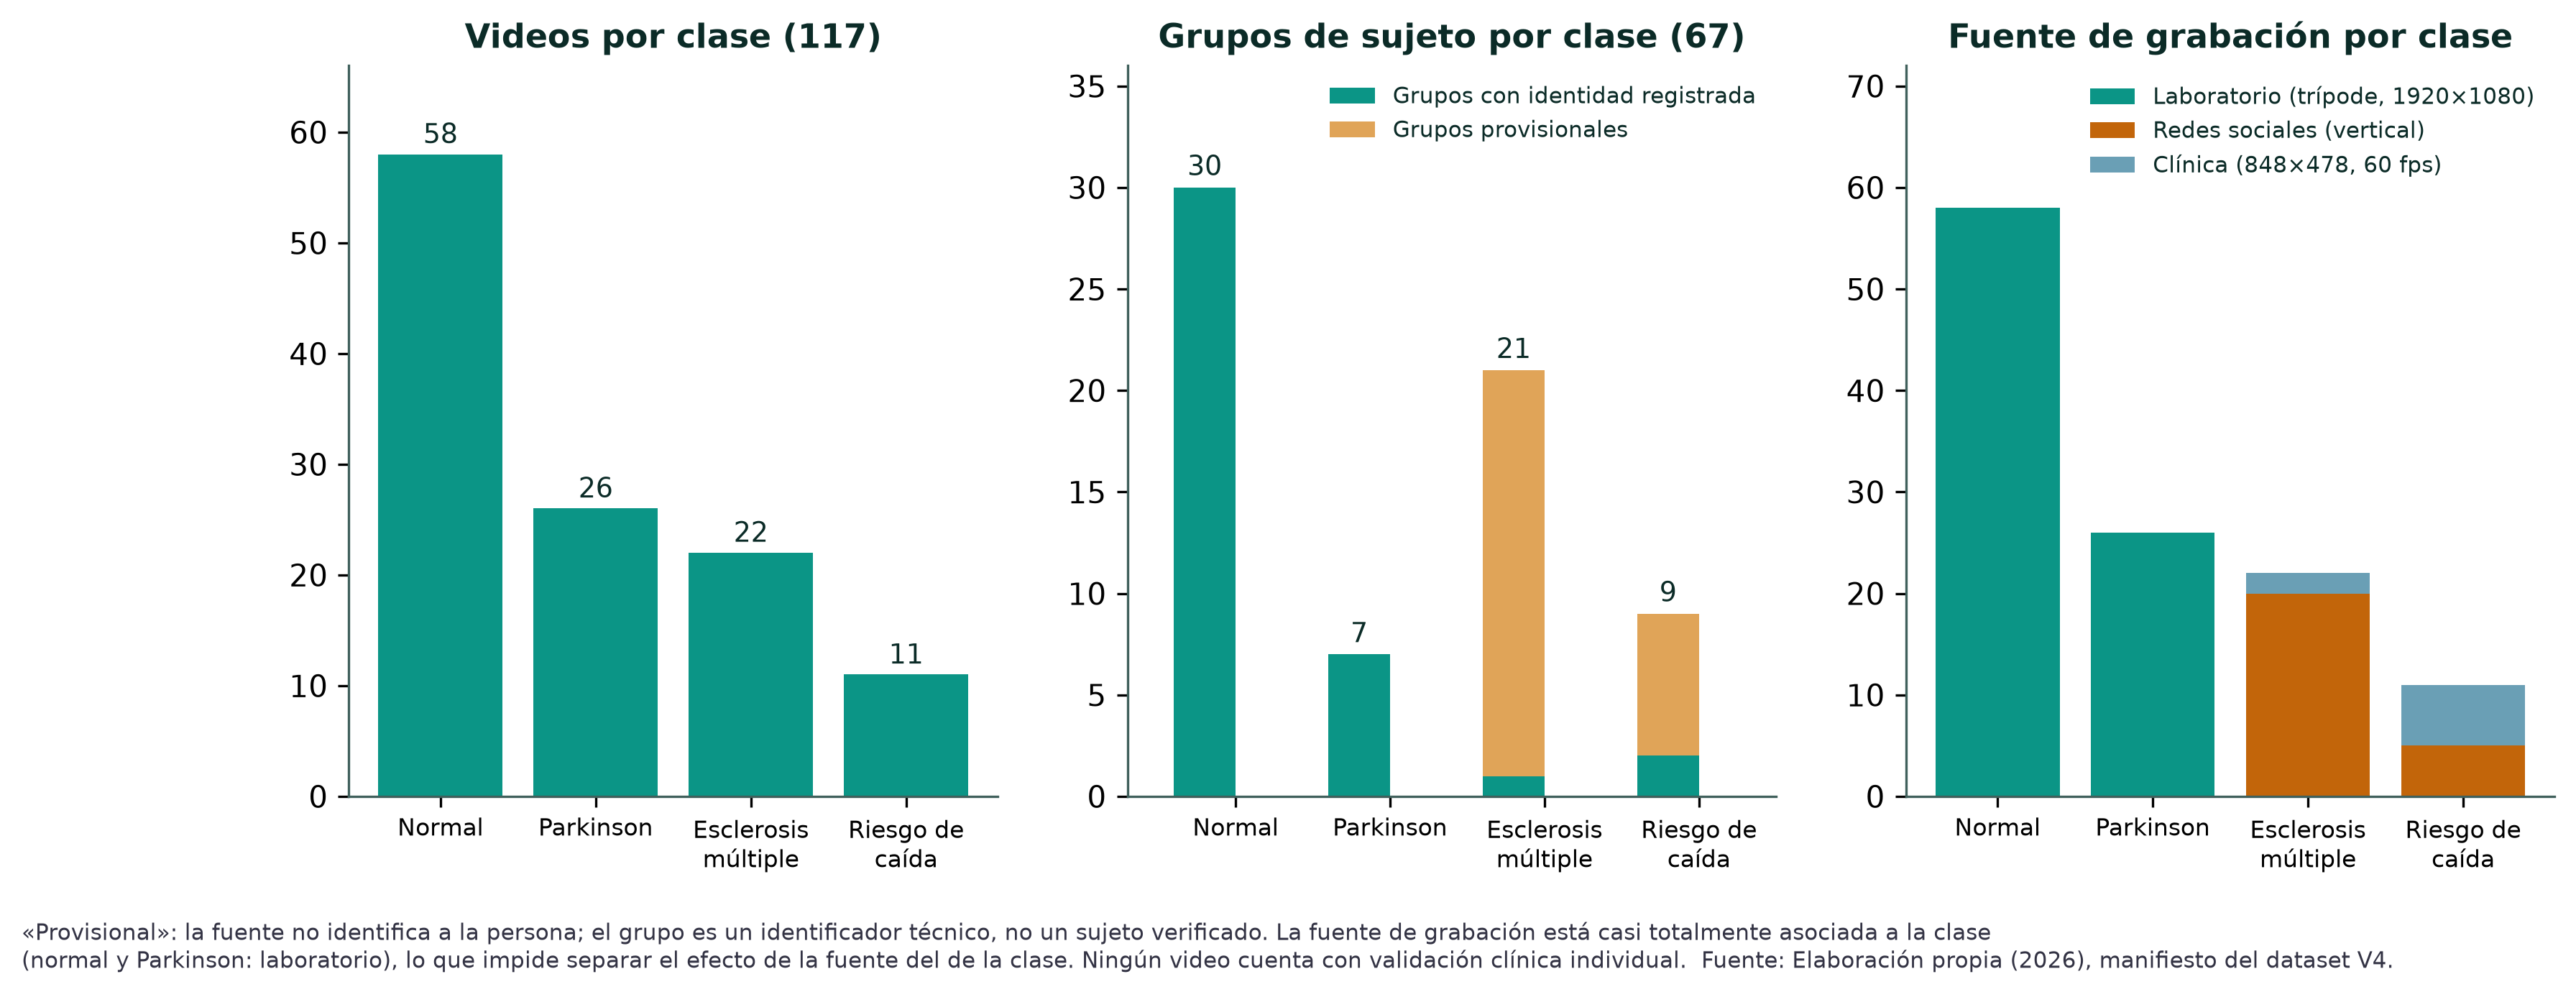 Videos por clase (117)
60
50
40
30
20
10
0
58
26
22
11
Normal
Parkinson
Esclerosis
múltiple
Riesgo de
caída
Grupos de sujeto por clase (67)
Grupos con identidad registrada
Grupos provisionales
35
30
25
20
15
10
5
0
30
7
21
9
Normal
Parkinson
Esclerosis
múltiple
Riesgo de
caída
Fuente de grabación por clase
Laboratorio (trípode, 1920×1080)
Redes sociales (vertical)
Clínica (848×478, 60 fps)
70
60
50
40
30
20
10
0
Normal
Parkinson
Esclerosis
múltiple
Riesgo de
caída
«Provisional»: la fuente no identifica a la persona; el grupo es un identificador técnico, no un sujeto verificado. La fuente de grabación está casi totalmente asociada a la clase
(normal y Parkinson: laboratorio), lo que impide separar el efecto de la fuente del de la clase. Ningún video cuenta con validación clínica individual.  Fuente: Elaboración propia (2026), manifiesto del dataset V4.